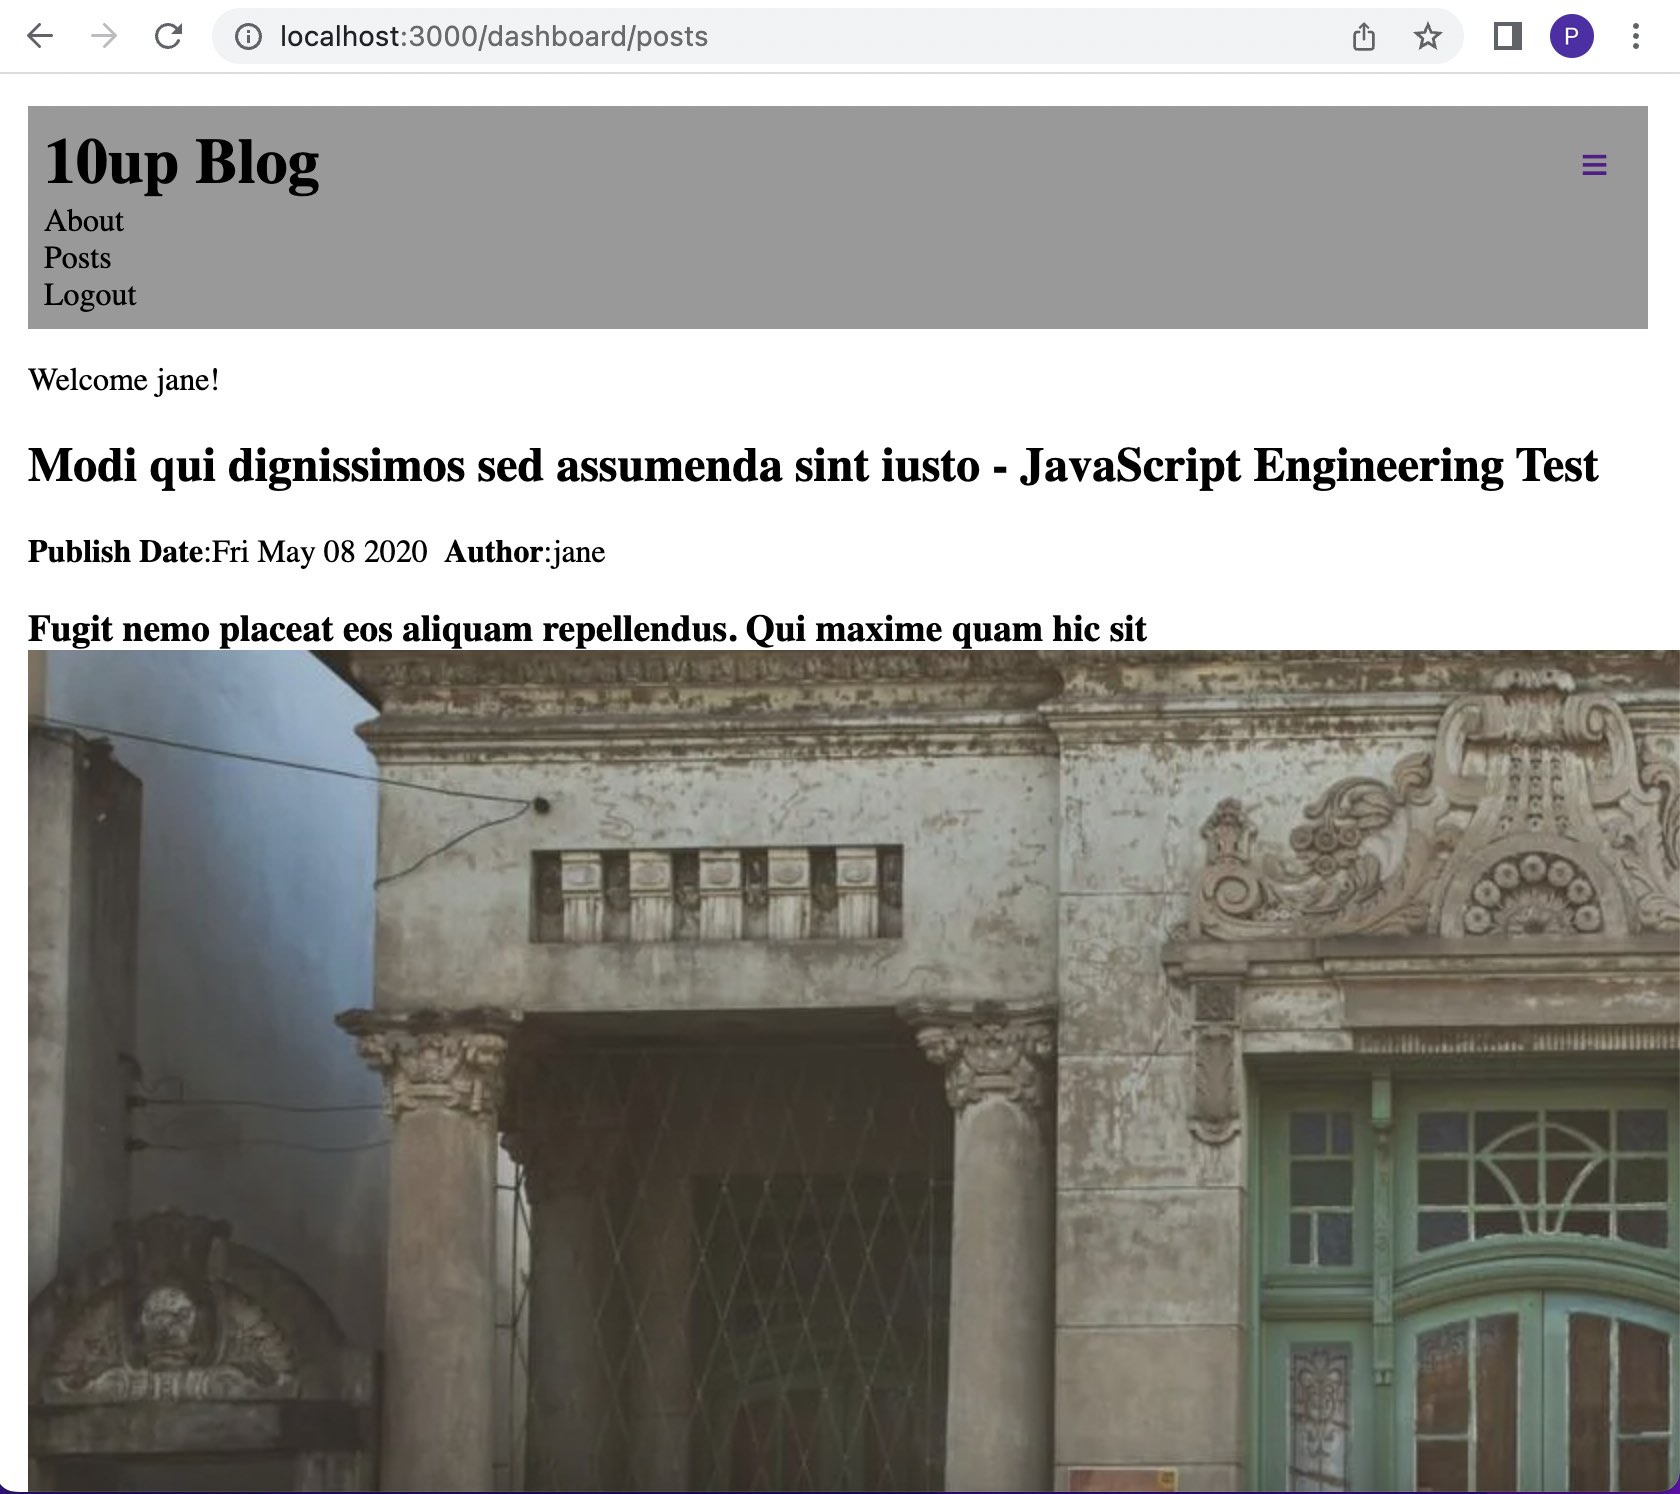 localhost:3000/dashboard/posts
P
10up Blog
About
Posts
Logout
Welcome jane!
Modi qui dignissimos sed assumenda sint iusto - JavaScript Engineering Test
Publish Date:Fri May 08 2020 Author:jane
Fugit nemo placeat eos aliquam repellendus. Qui maxime quam hic sit